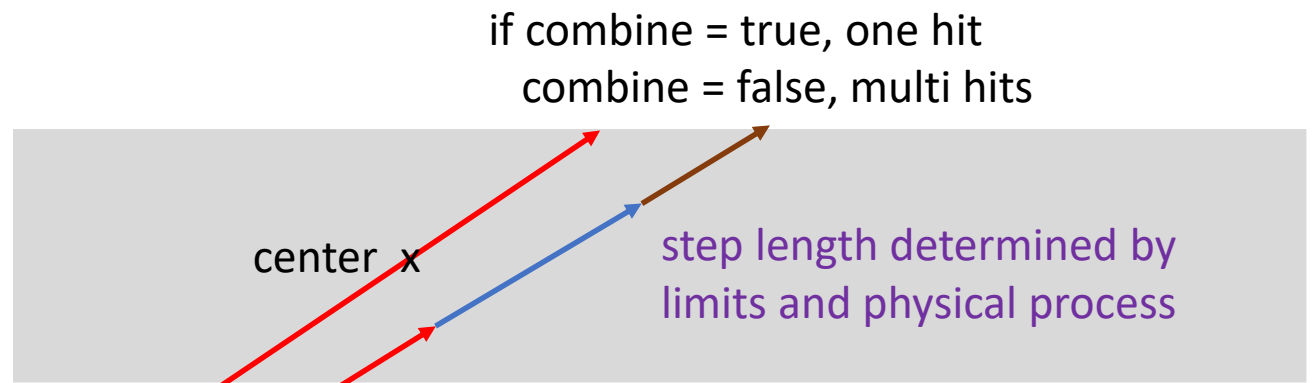 if combine = true, one hit
combine = false, multi hits
center x
step length determined by
limits and physical process